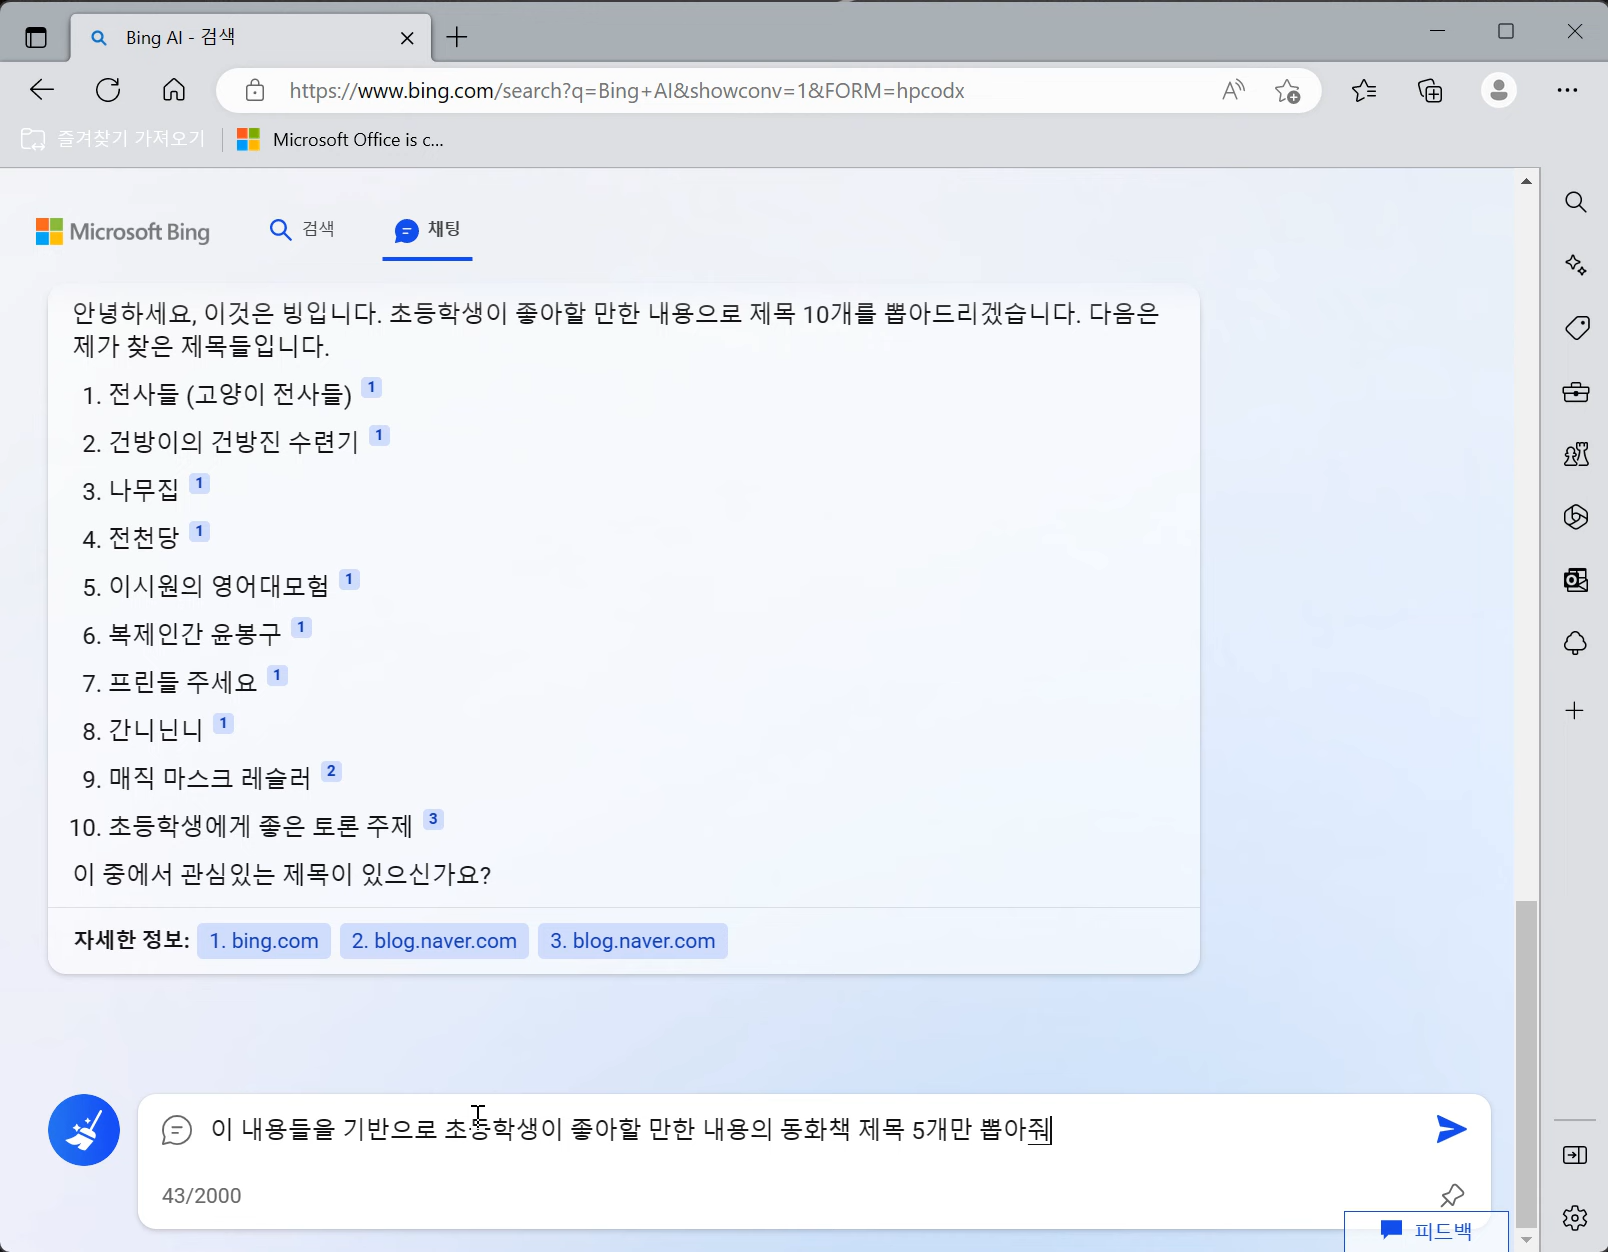 Bing AI - 검색
https://www.bing.com/search?q=Bing+AI&showconv=1&FORM=hpcodx
즐겨찾기 가져오기
Microsoft Office is c...
Microsoft Bing
검색
채팅
안녕하세요, 이것은 빙입니다. 초등학생이 좋아할 만한 내용으로 제목 10개를 뽑아드리겠습니다. 다음은
제가 찾은 제목들입니다.
1. 전사들 (고양이 전사들) 1
2. 건방이의 건방진 수련기 1
3. 나무집 1
4. 전천당 1
5. 이시원의 영어대모험 1
6. 복제인간 윤봉구 1
7. 프린들 주세요 1
8. 간니닌니 1
9. 매직 마스크 레슬러 2
10. 초등학생에게 좋은 토론 주제 3
이 중에서 관심있는 제목이 있으신가요?
자세한 정보: 1. bing.com 2. blog.naver.com 3. blog.naver.com
이 내용들을 기반으로 초등학생이 좋아할 만한 내용의 동화책 제목 5개만 뽑아줘
43/2000
피드백